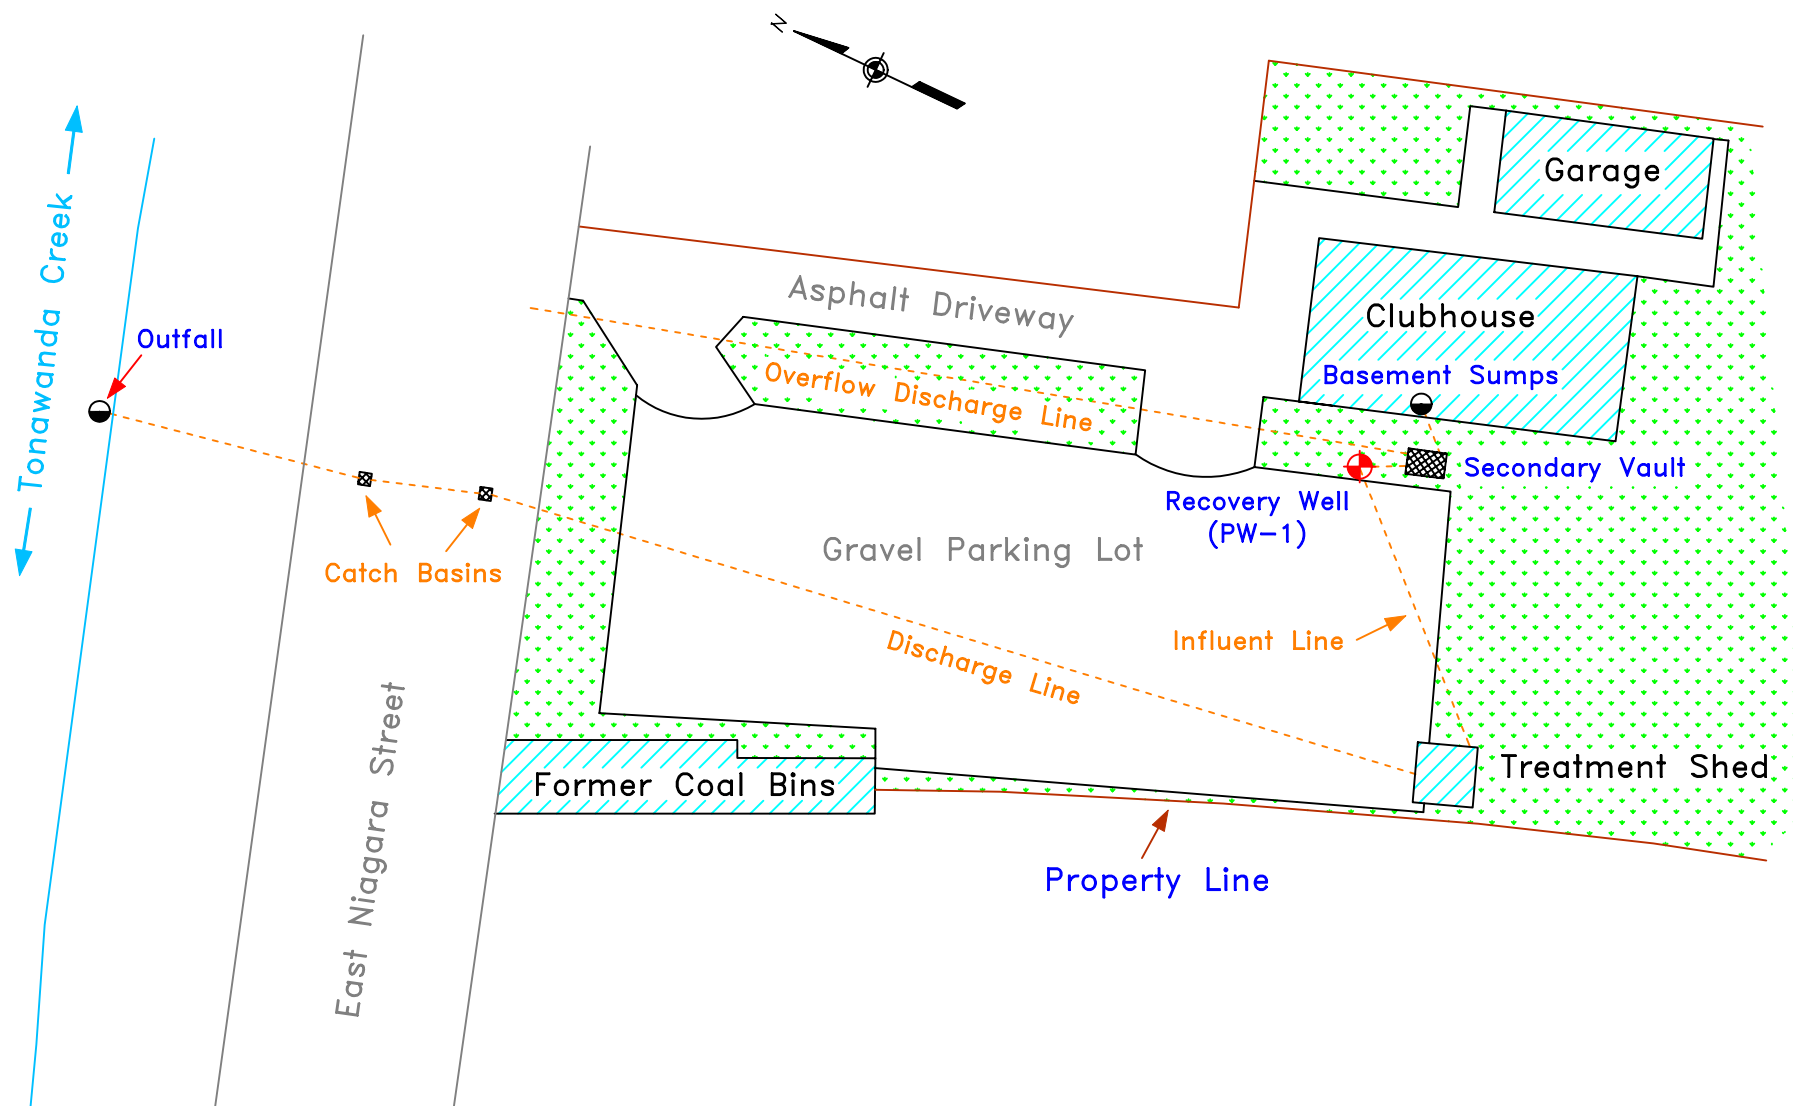 N
Garage
Asphalt Driveway
Clubhouse
Tonawanda Creek
Outfall
Overflow Discharge Line
Basement Sumps
Secondary Vault
Recovery Well
(PW-1)
Gravel Parking Lot
Catch Basins
Discharge Line
Influent Line
East Niagara Street
Former Coal Bins
Treatment Shed
Property Line